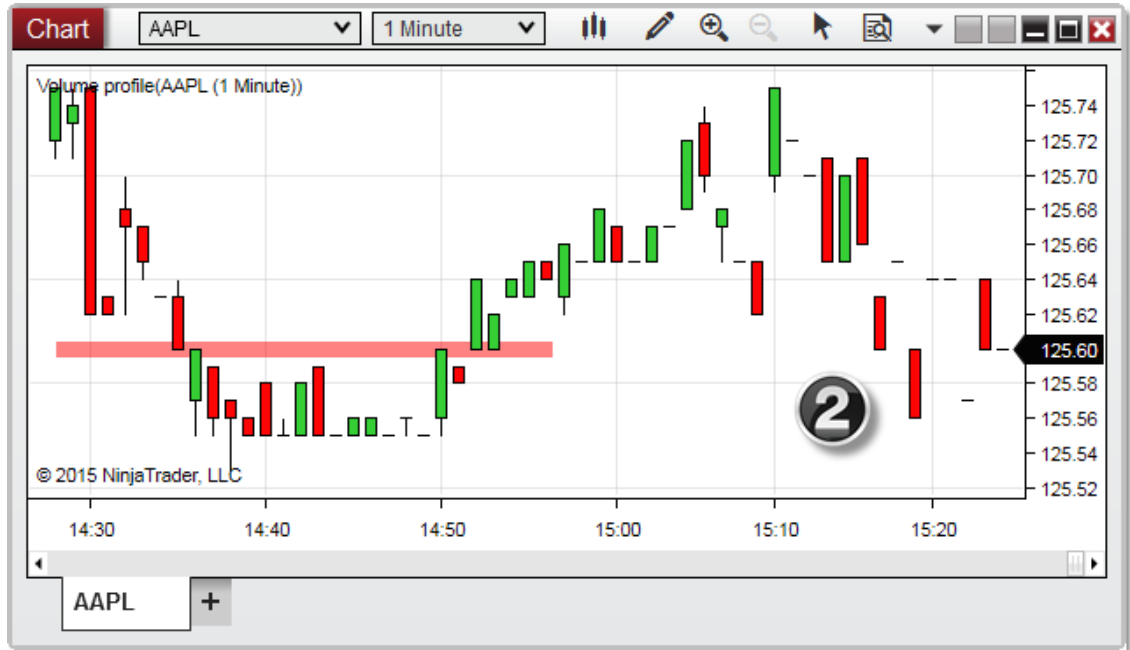 Chart AAPL 1 Minute
Volume profile(AAPL (1 Minute))
125.74
125.72
125.70
125.68
125.66
125.64
125.62
125.60
125.58
125.56
125.54
125.52
2
© 2015 NinjaTrader, LLC
14:30 14:40 14:50 15:00 15:10 15:20
AAPL +